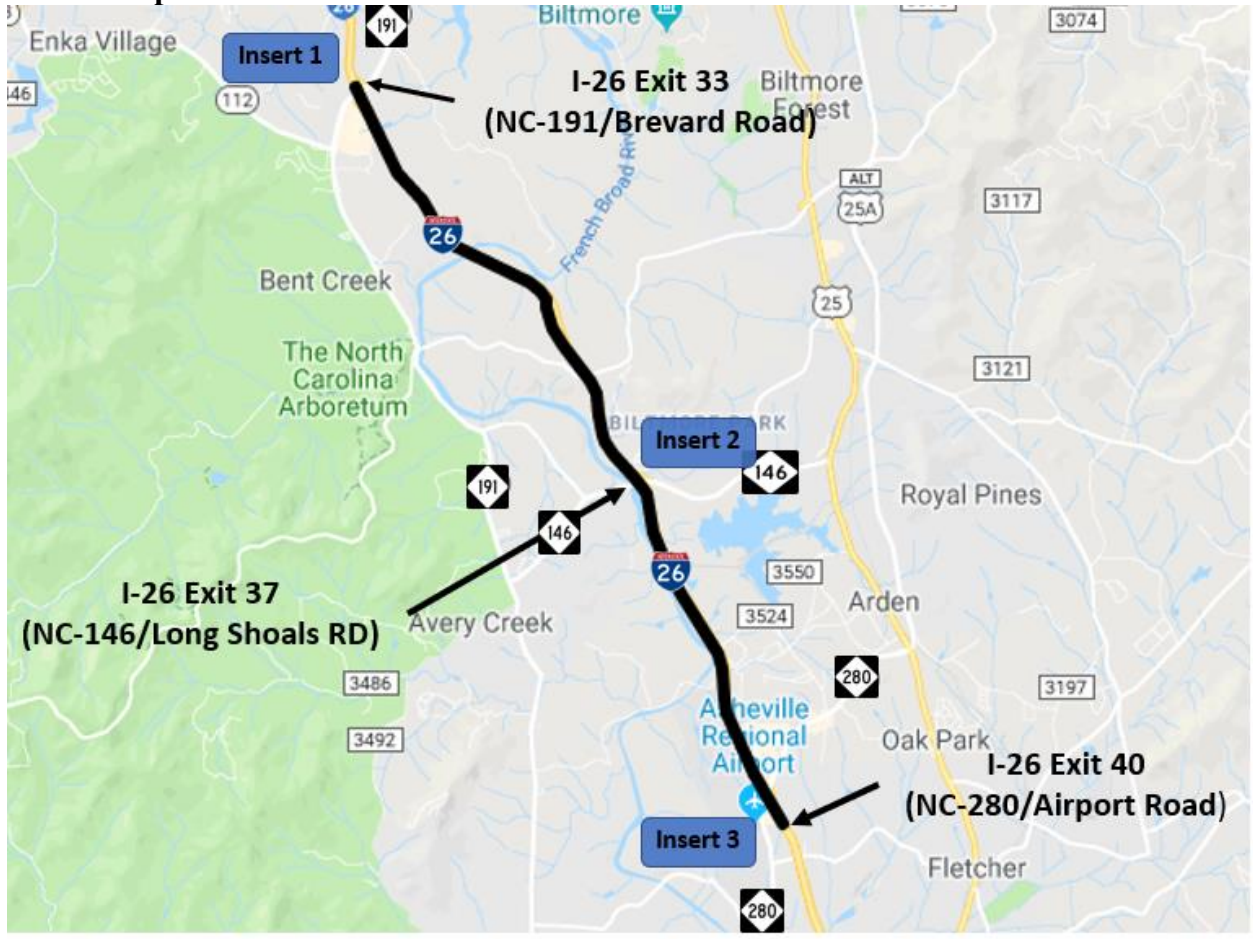 26
191
Biltmore
3074
Enka Village
Insert 1
I-26 Exit 33
(NC-191/Brevard Road)
Biltmore
Forest
112
ALT
25A
3117
French Broad
26
Bent Creek
25
The North
Carolina
Arboretum
3121
Insert 2
146
191
Royal Pines
146
26
3550
I-26 Exit 37
(NC-146/Long Shoals RD)
Arden
3524
Avery Creek
280
3486
3197
Asheville
Regional
Airport
3492
Oak Park
I-26 Exit 40
(NC-280/Airport Road)
Insert 3
Fletcher
280